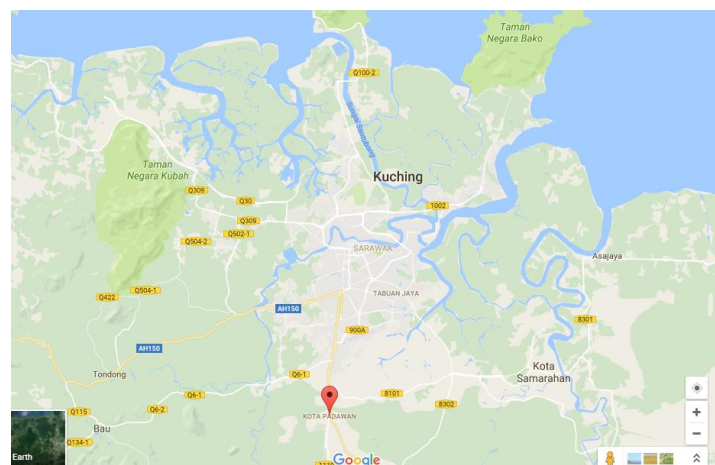 Taman
Negara Bako
Q100-2
Sungai Santubong
Taman
Negara Kubah
Kuching
Q309
Q30
1002
Q309
Q502-1
Q504-2
SARAWAK
Asajaya
Q504-1
Q422
TABUAN JAYA
AH150
8301
900A
AH150
Kota
Samarahan
Tondong
Q6-1
Q6-1
8101
8302
Q6-2
Q115
KOTA PADAWAN
Bau
Q134-1
Earth
Google